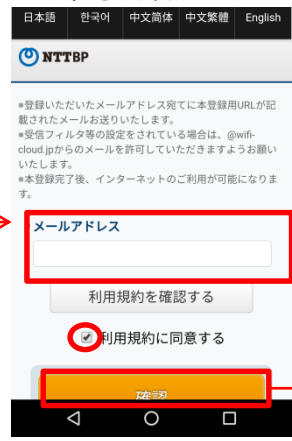 日本語 한국어 中文简体 中文繁體 English
NTTBP
※登録いただいたメールアドレス宛てに本登録用URLが記
載されたメールお送りいたします。
※受信フィルタ等の設定をされている場合は、@wifi-
cloud.jpからのメールを許可していただきますようお願い
いたします。
※本登録完了後、インターネットのご利用が可能になりま
す。
メールアドレス
利用規約を確認する
利用規約に同意する
確認